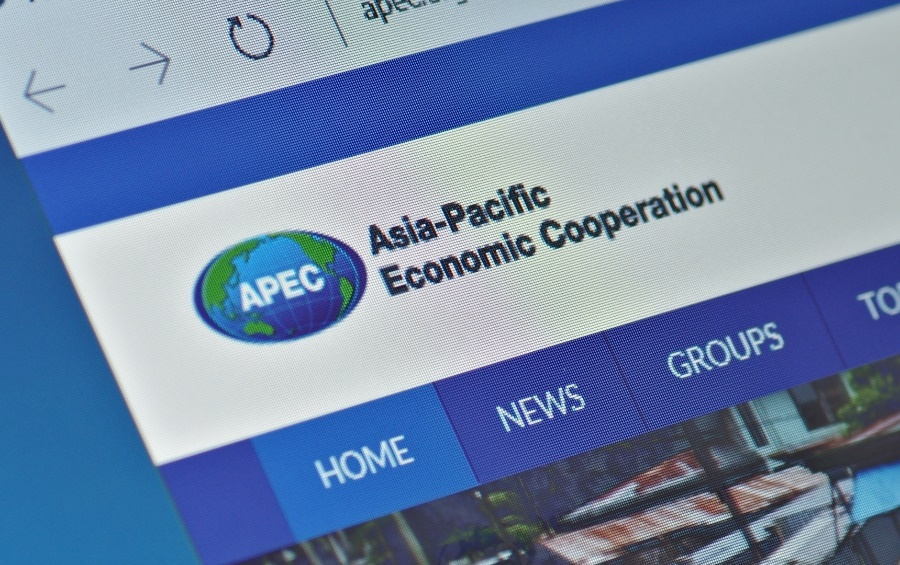 APEC
Asia-Pacific
Economic Cooperation
HOME
NEWS
GROUPS